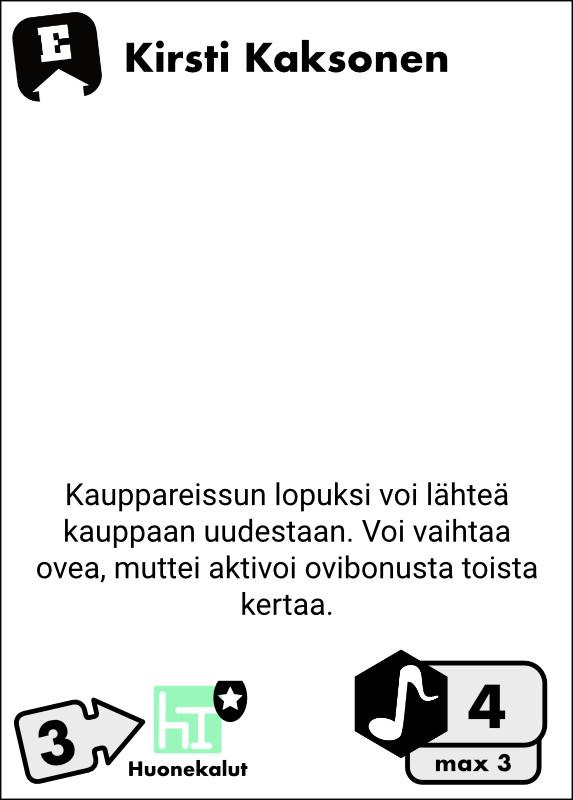 E
Kirsti Kaksonen
Kauppareissun lopuksi voi lähteä
kauppaan uudestaan. Voi vaihtaa
ovea, muttei aktivoi ovibonusta toista
kertaa.
3
hI
Huonekalut
4
max 3